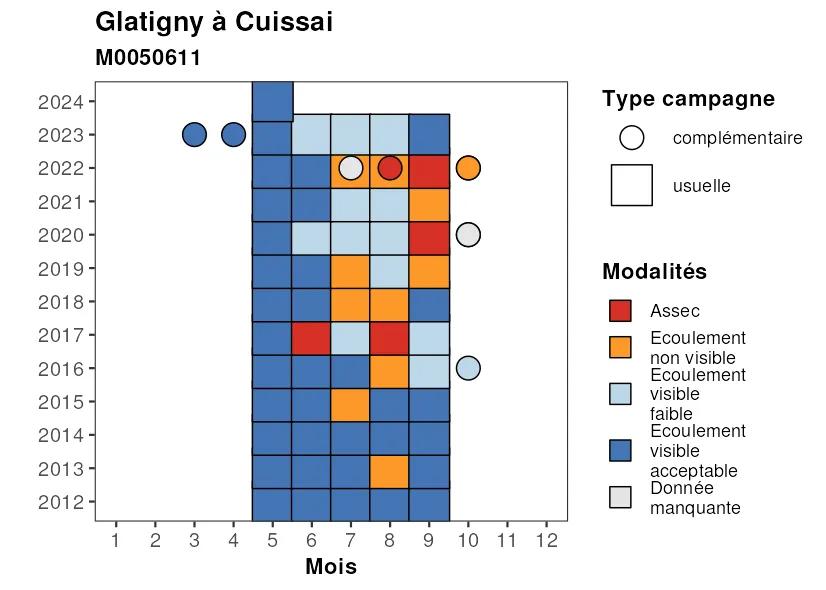 Glatigny à Cuissai
M0050611
2024
2023
2022
2021
2020
2019
2018
2017
2016
2015
2014
2013
2012
1 2 3 4 5 6 7 8 9 10 11 12
Mois
Type campagne
complémentaire
usuelle
Modalités
Assec
Ecoulement
non visible
Ecoulement
visible
faible
Ecoulement
visible
acceptable
Donnée
manquante